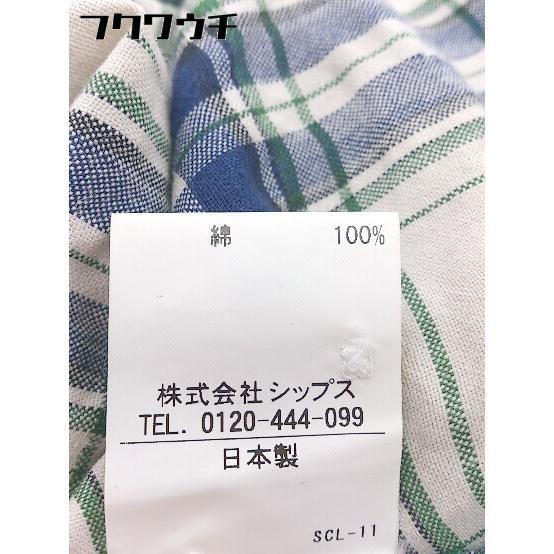 フクワウチ
綿 100%
株式会社シップス
TEL. 0120-444-099
日本製
SCL-11